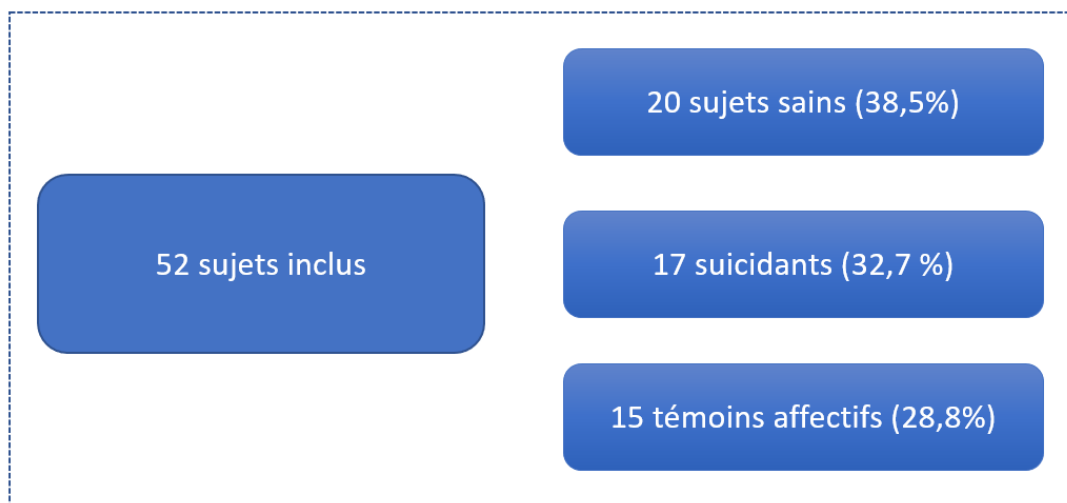 52 sujets inclus
20 sujets sains (38,5%)
17 suicidants (32,7 %)
15 témoins affectifs (28,8%)